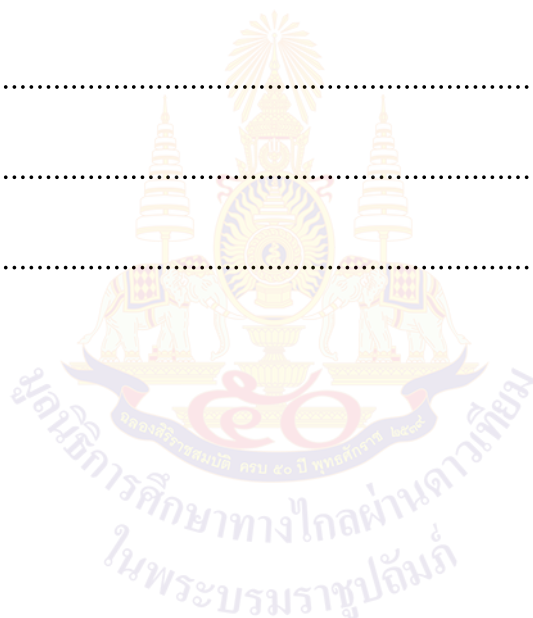 ................................................................
................................................................
................................................................
ฉลองสิริราชสมบัติ ครบ ๕๐ ปี พุทธศักราช ๒๕๓๙
๕๐
มูลนิธิการศึกษาทางไกลผ่านดาวเทียม
ในพระบรมราชูปถัมภ์